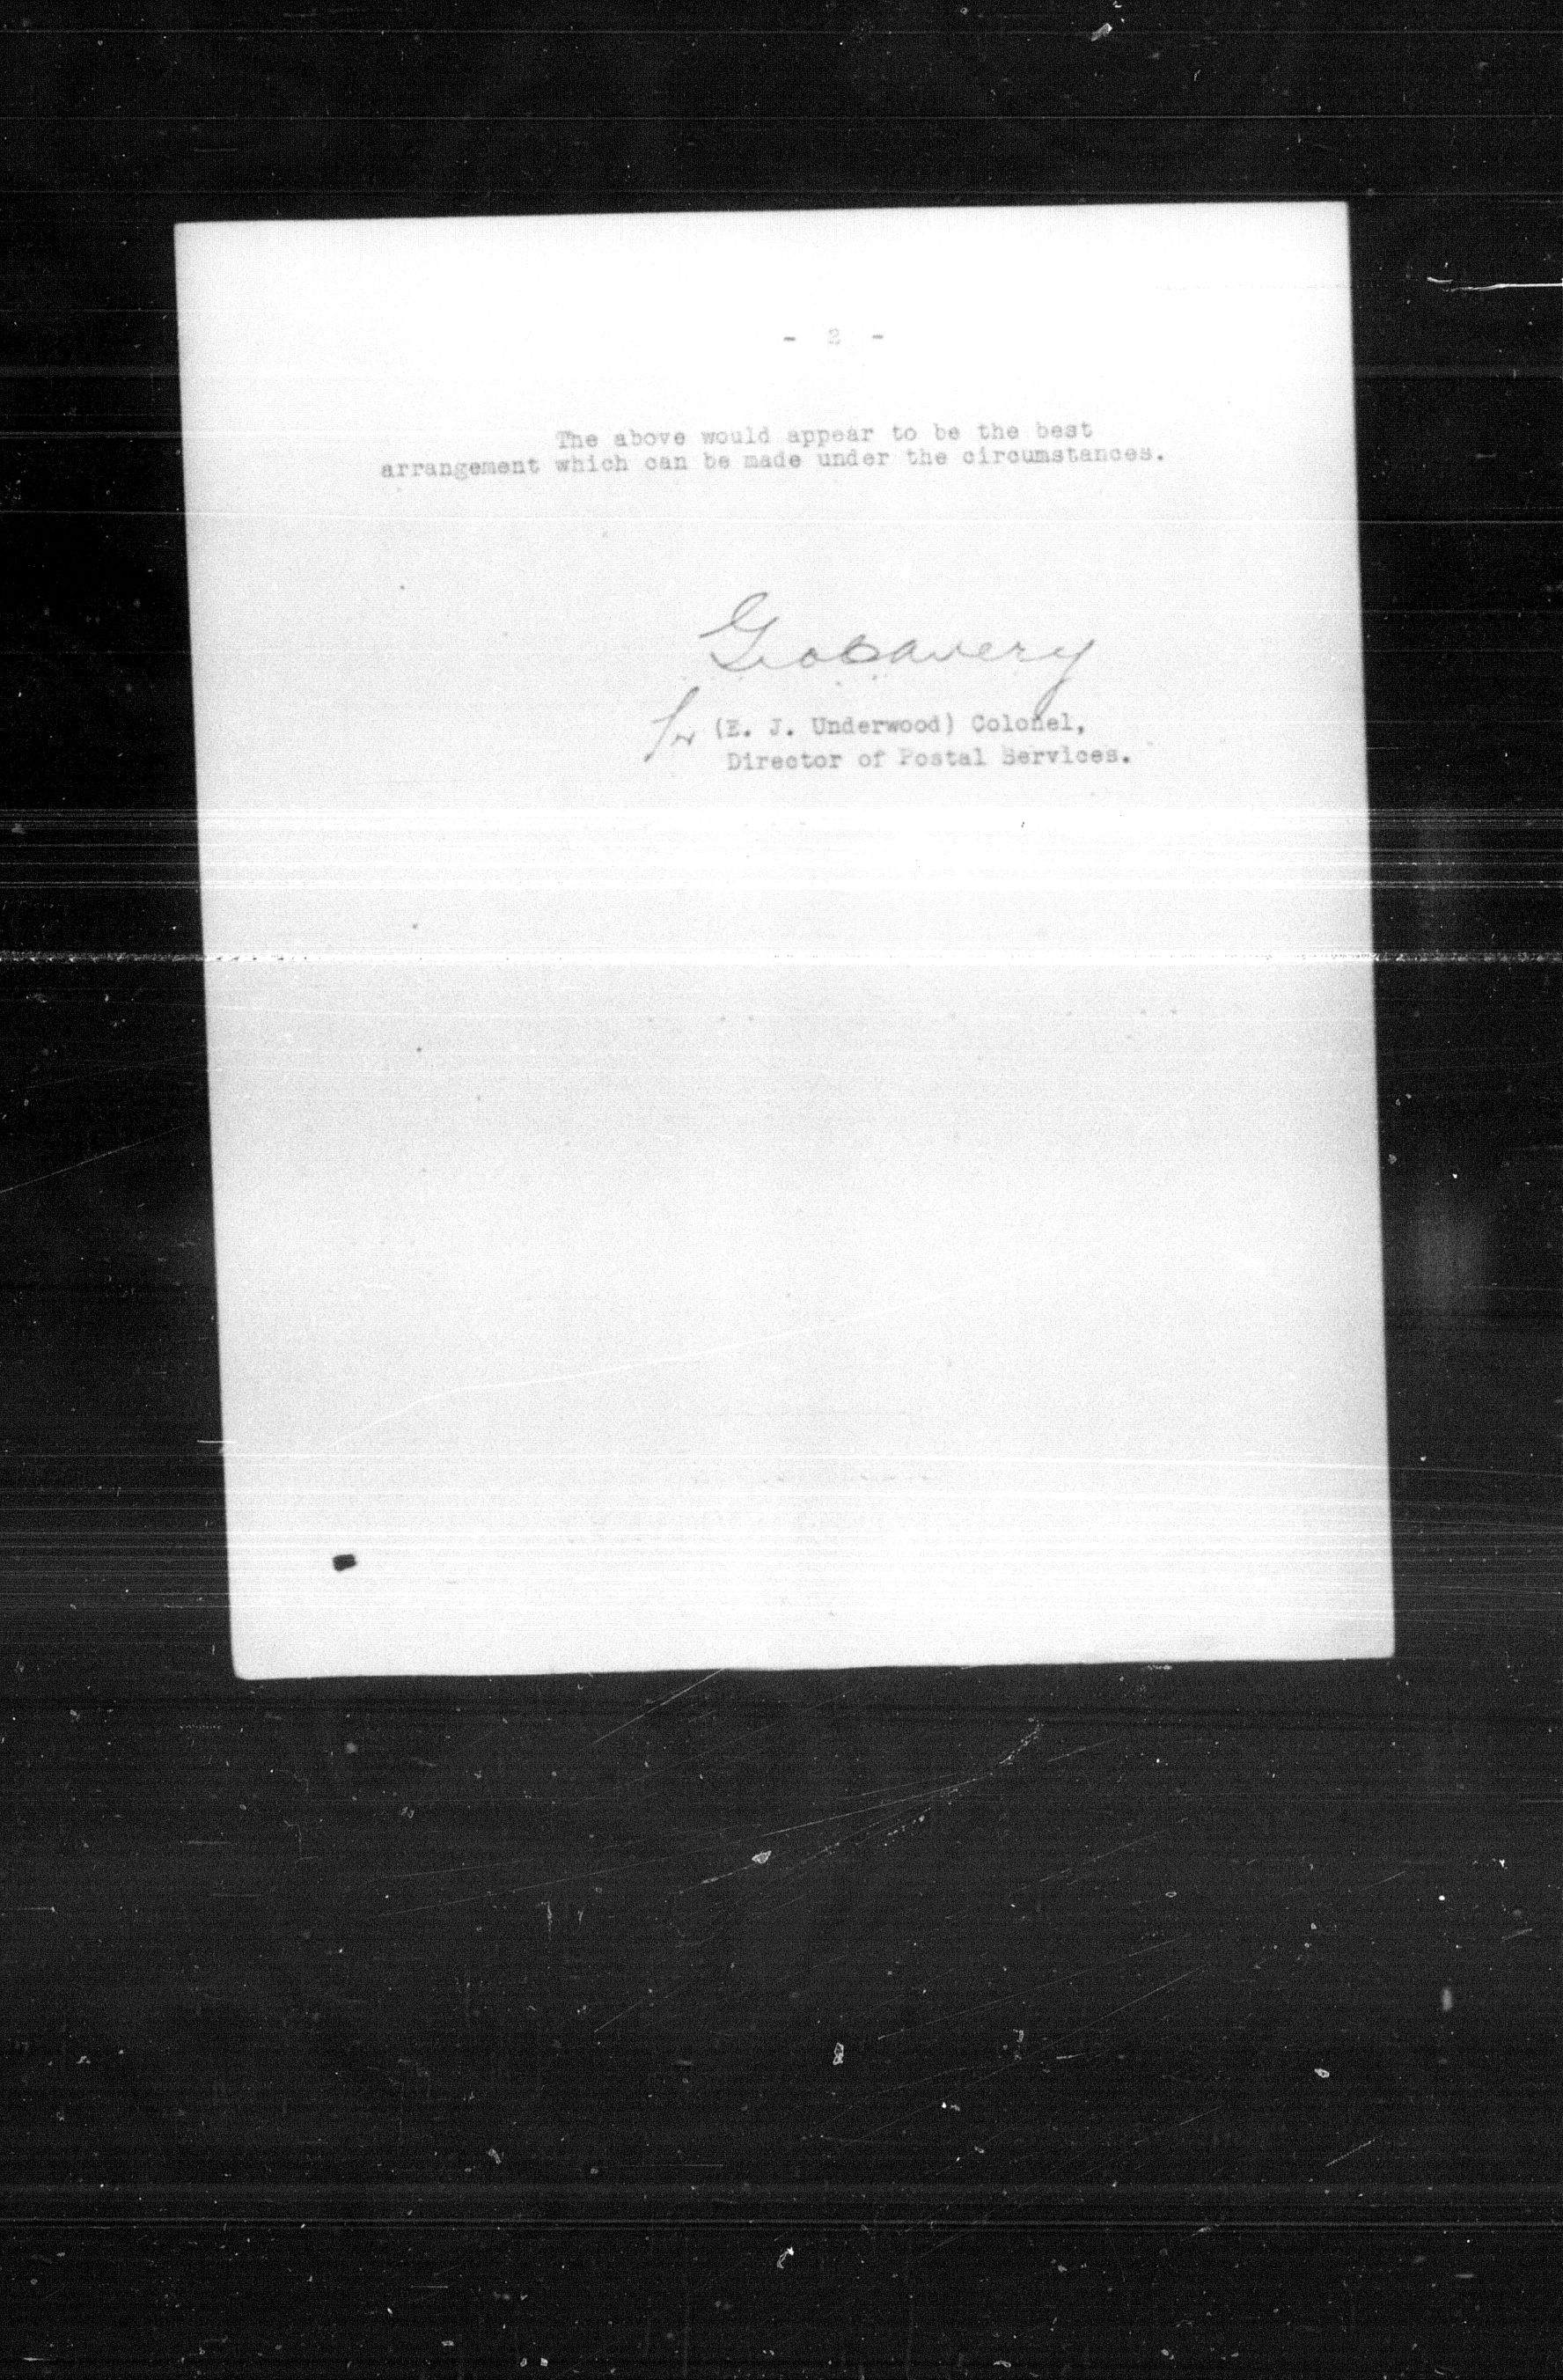 - 2 -
The above would appear to be the best
arrangement which can be made under the circumstances.
for (E. J. Underwood) Colonel,
Director of Postal Services.